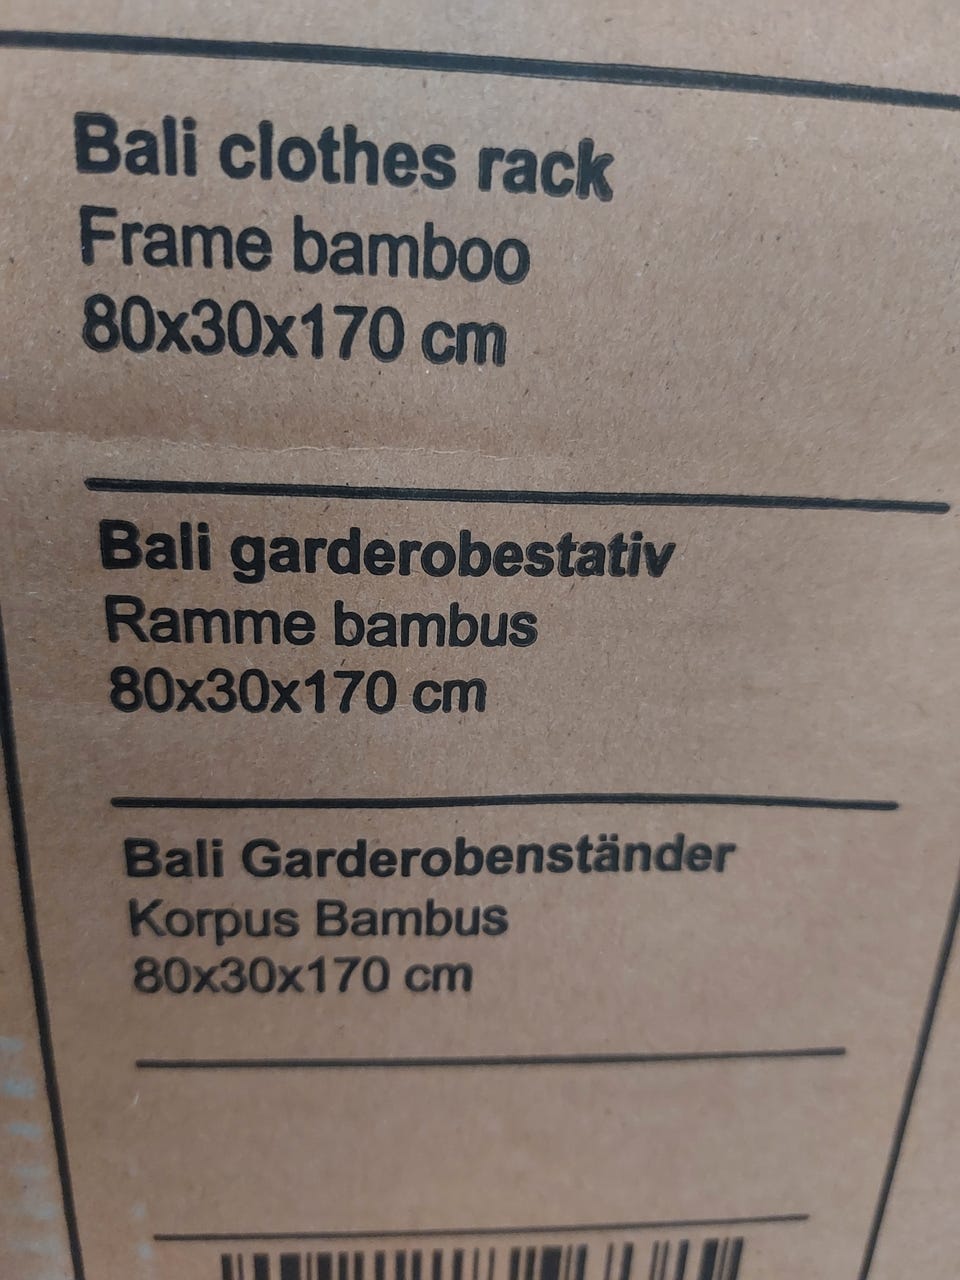 Bali clothes rack
Frame bamboo
80x30x170 cm
Bali garderobestativ
Ramme bambus
80x30x170 cm
Bali Garderobenständer
Korpus Bambus
80x30x170 cm